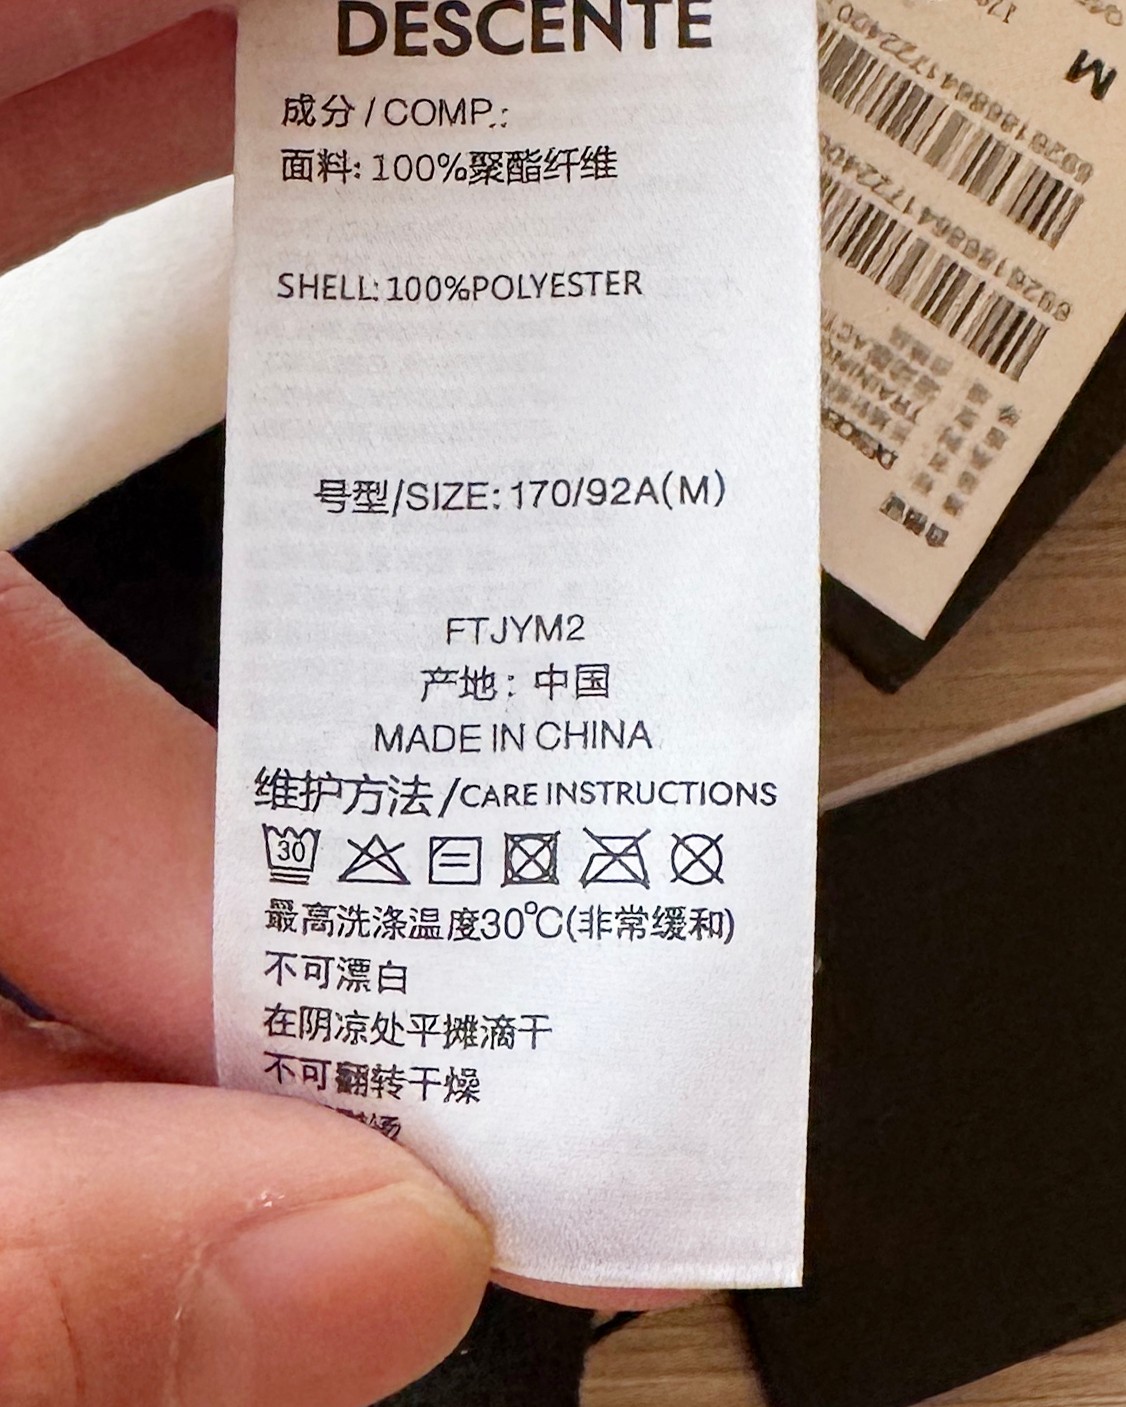 DESCENTE
成分/COMP.:
面料: 100%聚酯纤维
SHELL: 100%POLYESTER
号型/SIZE: 170/92A(M)
FTJYM2
产地: 中国
MADE IN CHINA
维护方法/CARE INSTRUCTIONS
30
最高洗涤温度30℃(非常缓和)
不可漂白
在阴凉处平摊滴干
不可翻转干燥
烫
M